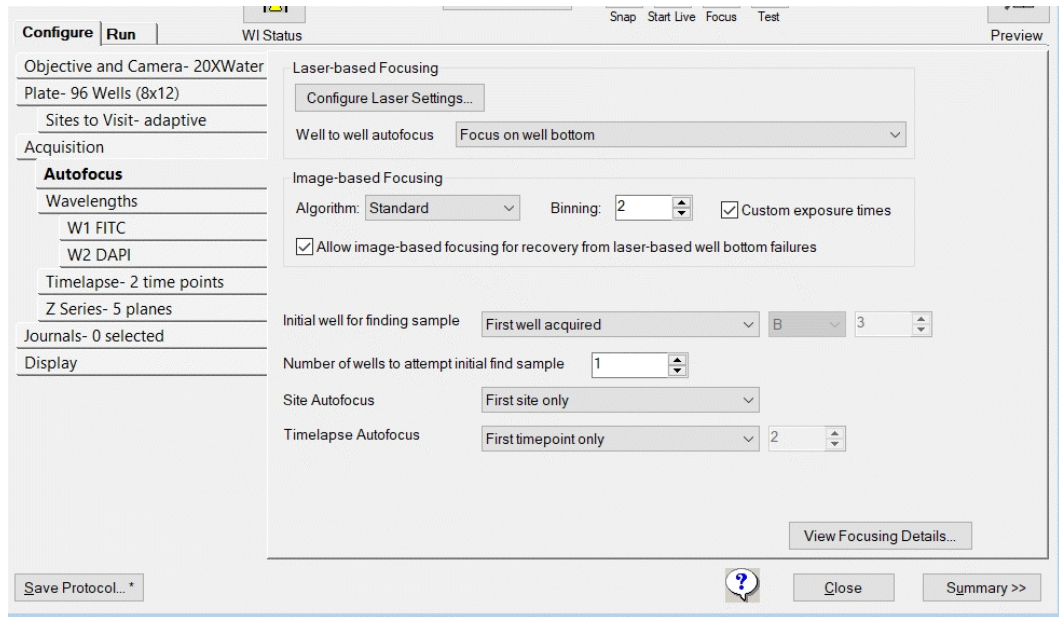 Snap Start Live Focus Test
Configure Run WI Status Preview
Objective and Camera- 20XWater
Plate- 96 Wells (8x12)
Sites to Visit- adaptive
Acquisition
Autofocus
Wavelengths
W1 FITC
W2 DAPI
Timelapse- 2 time points
Z Series- 5 planes
Journals- 0 selected
Display
Laser-based Focusing
Configure Laser Settings...
Well to well autofocus Focus on well bottom
Image-based Focusing
Algorithm: Standard Binning: 2 Custom exposure times
Allow image-based focusing for recovery from laser-based well bottom failures
Initial well for finding sample First well acquired B 3
Number of wells to attempt initial find sample 1
Site Autofocus First site only
Timelapse Autofocus First timepoint only 2
View Focusing Details...
Save Protocol... * ? Close Summary >>